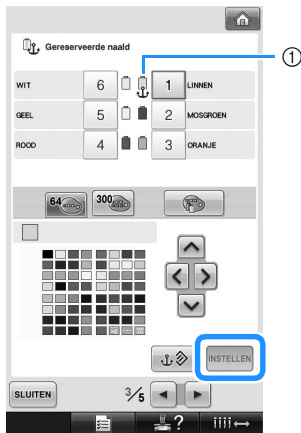 Gereserveerde naald
①
WIT 6 1 LINNEN
GEEL 5 2 MOSGROEN
ROOD 4 3 ORANJE
64 300
INSTELLEN
SLUITEN 3/5
?